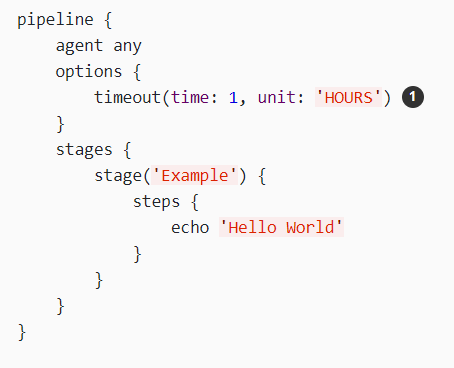 pipeline {
    agent any
    options {
        timeout(time: 1, unit: 'HOURS') 1
    }
    stages {
        stage('Example') {
            steps {
                echo 'Hello World'
            }
        }
    }
}